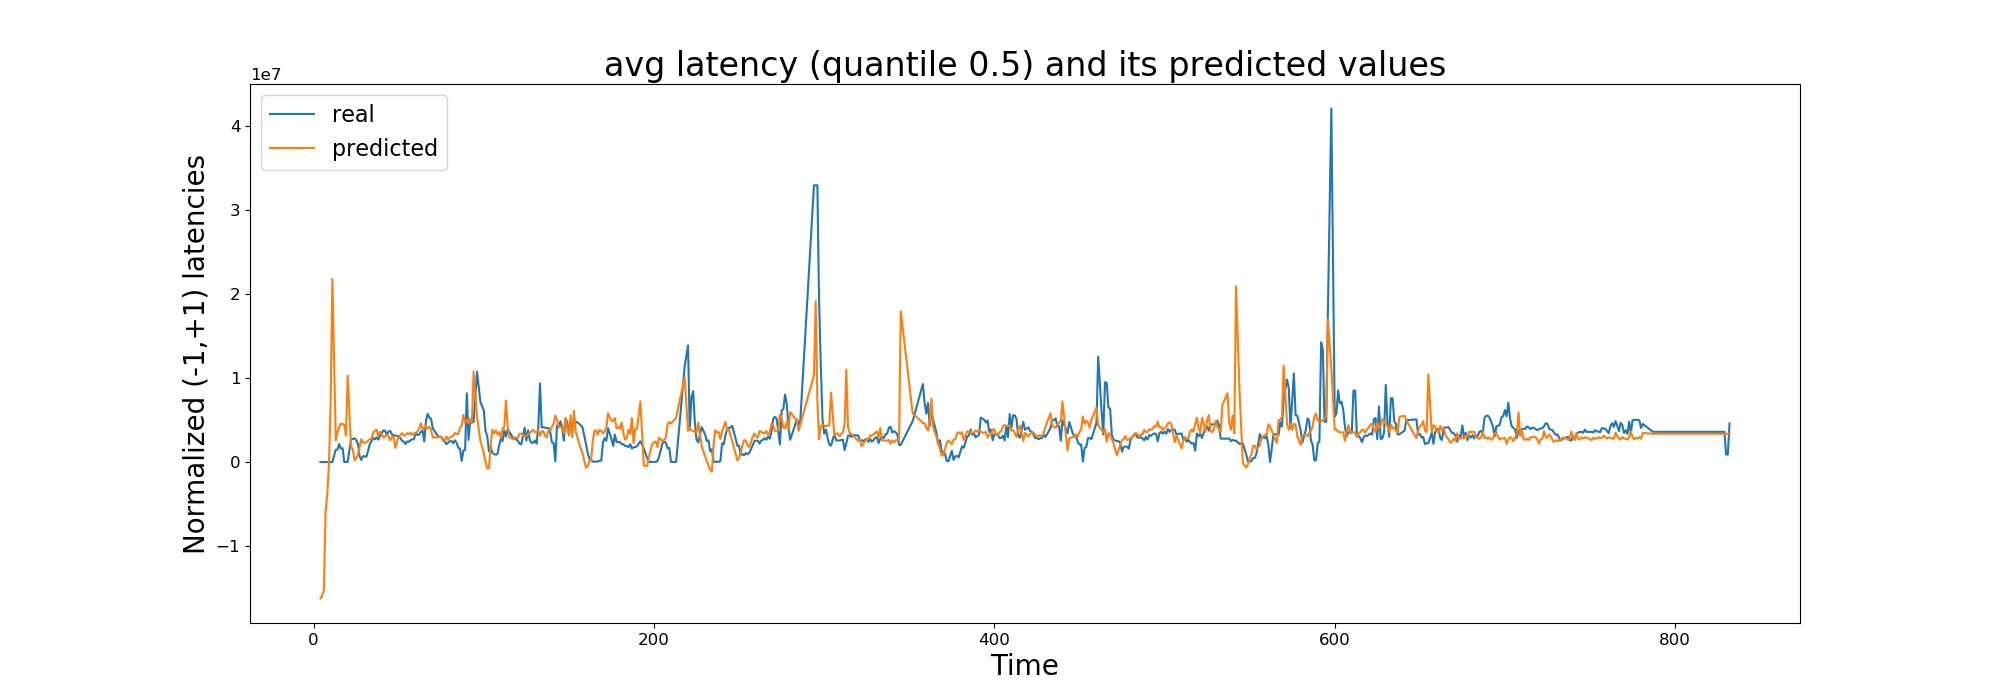 avg latency (quantile 0.5) and its predicted values
1e7
real
predicted
Normalized (-1,+1) latencies
4
3
2
1
0
−1
0 200 400 600 800
Time